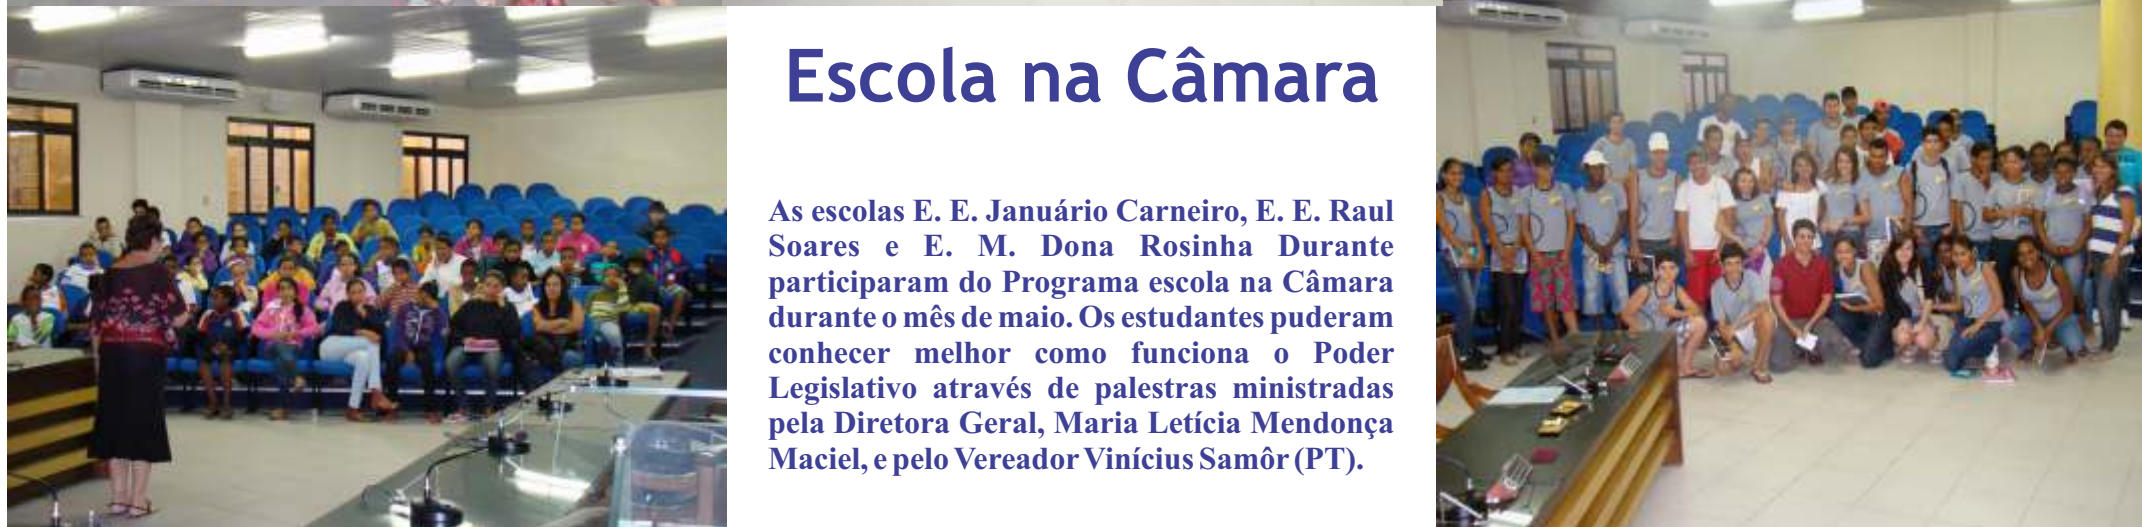 Escola na Câmara
As escolas E. E. Januário Carneiro, E. E. Raul
Soares e E. M. Dona Rosinha Durante
participaram do Programa escola na Câmara
durante o mês de maio. Os estudantes puderam
conhecer melhor como funciona o Poder
Legislativo através de palestras ministradas
pela Diretora Geral, Maria Letícia Mendonça
Maciel, e pelo Vereador Vinícius Samôr (PT).